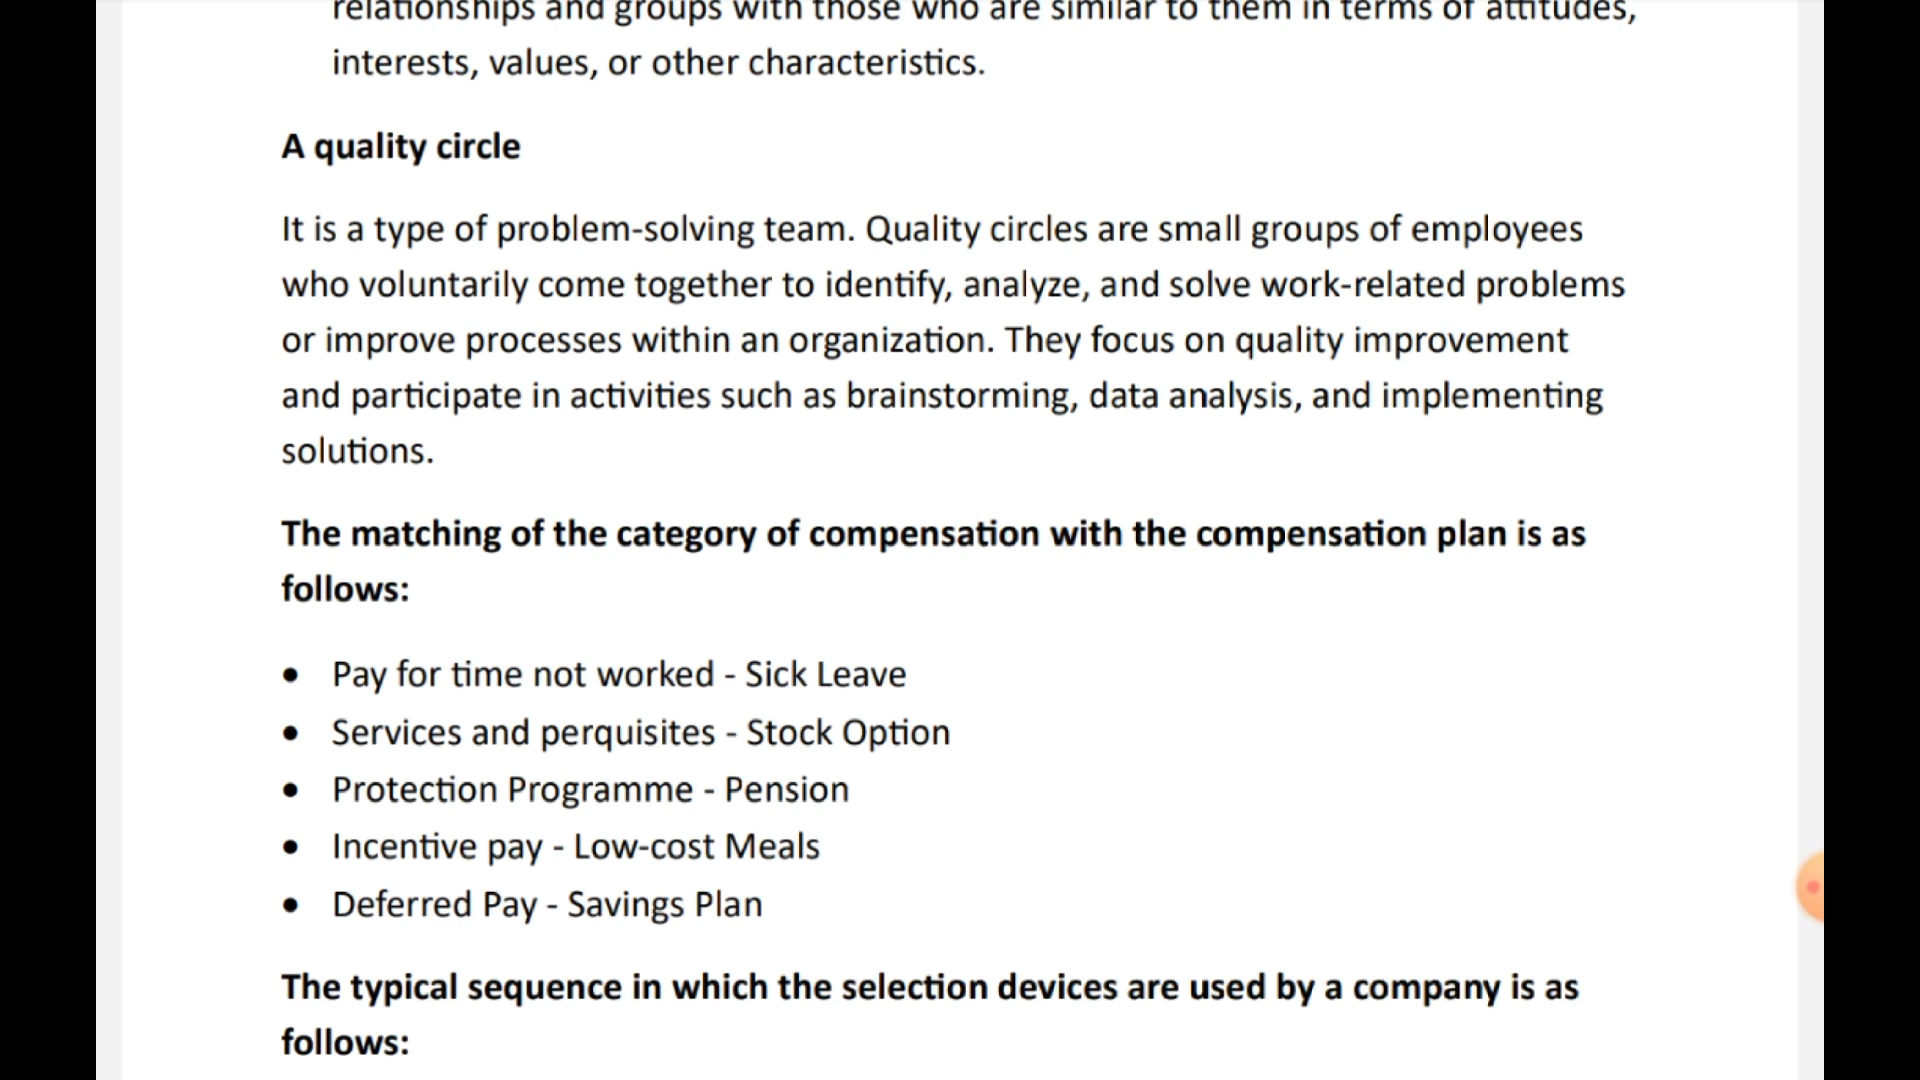 relationships and groups with those who are similar to them in terms of attitudes,
interests, values, or other characteristics.
A quality circle
It is a type of problem-solving team. Quality circles are small groups of employees
who voluntarily come together to identify, analyze, and solve work-related problems
or improve processes within an organization. They focus on quality improvement
and participate in activities such as brainstorming, data analysis, and implementing
solutions.
The matching of the category of compensation with the compensation plan is as
follows:
• Pay for time not worked - Sick Leave
• Services and perquisites - Stock Option
• Protection Programme - Pension
• Incentive pay - Low-cost Meals
• Deferred Pay - Savings Plan
The typical sequence in which the selection devices are used by a company is as
follows: